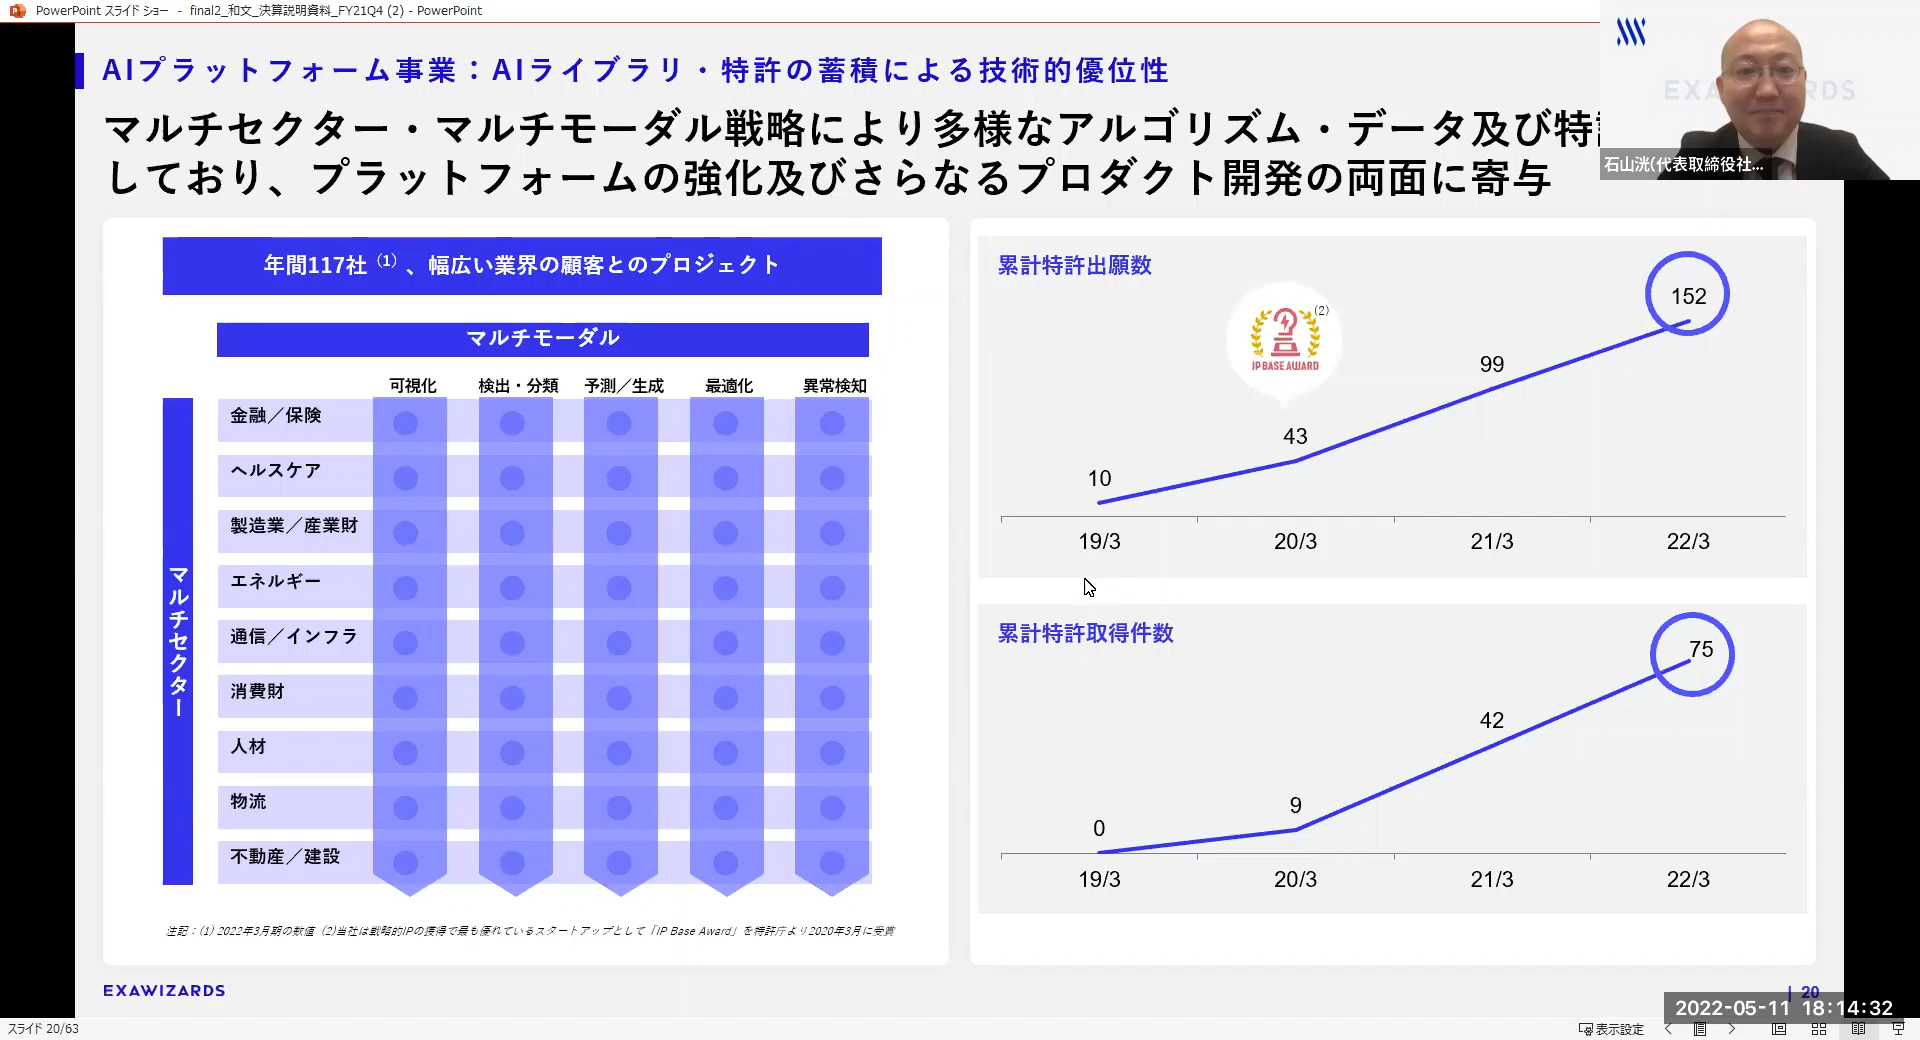 PowerPoint スライド ショー - final2_和文_決算説明資料_FY21Q4 (2) - PowerPoint
AIプラットフォーム事業：AIライブラリ・特許の蓄積による技術的優位性
マルチセクター・マルチモーダル戦略により多様なアルゴリズム・データ及び特許
しており、プラットフォームの強化及びさらなるプロダクト開発の両面に寄与
EXAWIZARDS
石山洸(代表取締役社...
年間117社 (1) 、幅広い業界の顧客とのプロジェクト
マルチモーダル
可視化 検出・分類 予測／生成 最適化 異常検知
マルチセクター
金融／保険
ヘルスケア
製造業／産業財
エネルギー
通信／インフラ
消費財
人材
物流
不動産／建設
注記：(1) 2022年3月期の数値 (2)当社は戦略的IPの獲得で最も優れているスタートアップとして「IP Base Award」を特許庁より2020年3月に受賞
累計特許出願数
(2)
IP BASE AWARD
10
43
99
152
19/3 20/3 21/3 22/3
累計特許取得件数
0
9
42
75
19/3 20/3 21/3 22/3
EXAWIZARDS
| 20
2022-05-11 18:14:32
スライド 20/63
表示設定